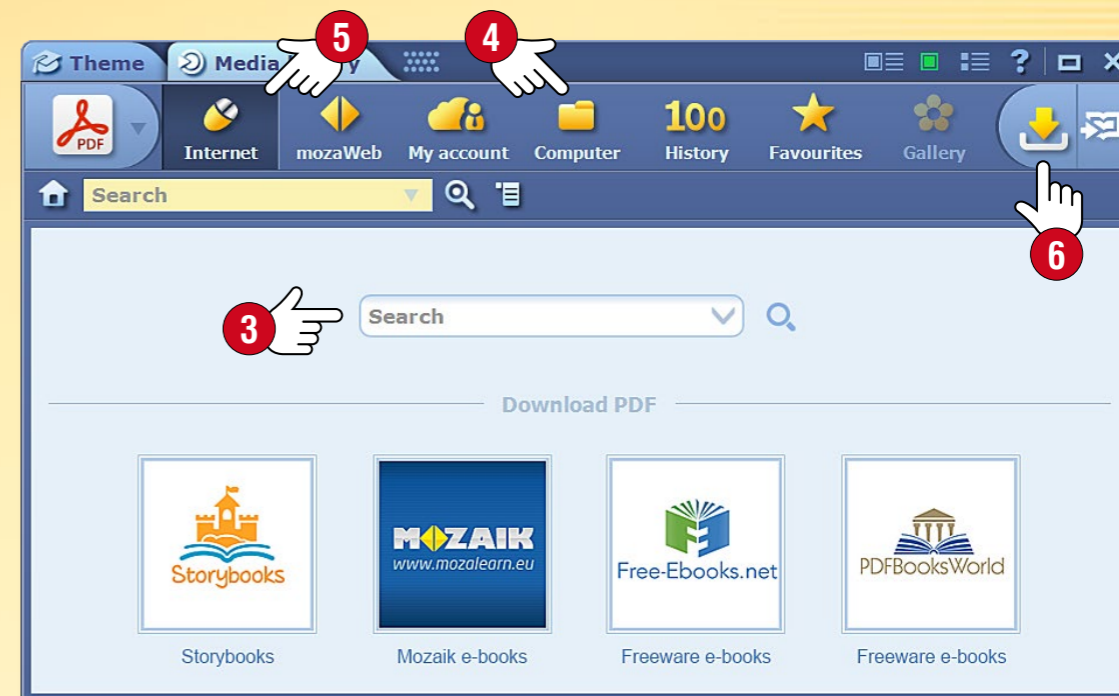 5
4
Theme
Media
y
?
PDF
Internet
mozaWeb
My account
Computer
100
History
Favourites
Gallery
Search
6
3
Search
Download PDF
Storybooks
MOZAIK
www.mozalearn.eu
Free-Ebooks.net
PDFBooksWorld
Storybooks
Mozaik e-books
Freeware e-books
Freeware e-books